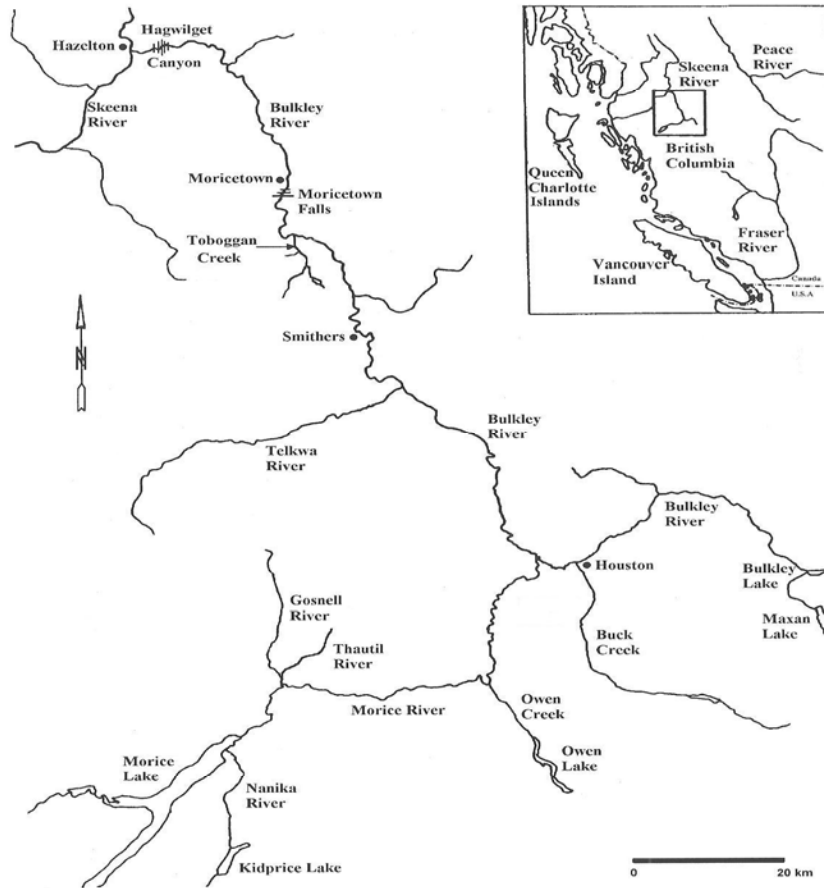 Hagwilget
Hazelton
Canyon
Skeena
River
Bulkley
River
Moricetown
Moricetown
Falls
Toboggan
Creek
N
Smithers
Telkwa
River
Bulkley
River
Bulkley
River
Houston
Bulkley
Lake
Maxan
Lake
Buck
Creek
Gosnell
River
Thautil
River
Morice River
Owen
Creek
Owen
Lake
Morice
Lake
Nanika
River
Kidprice Lake
0 20 km
Peace
River
Skeena
River
British
Columbia
Queen
Charlotte
Islands
Fraser
River
Vancouver
Island
Canada
U.S.A